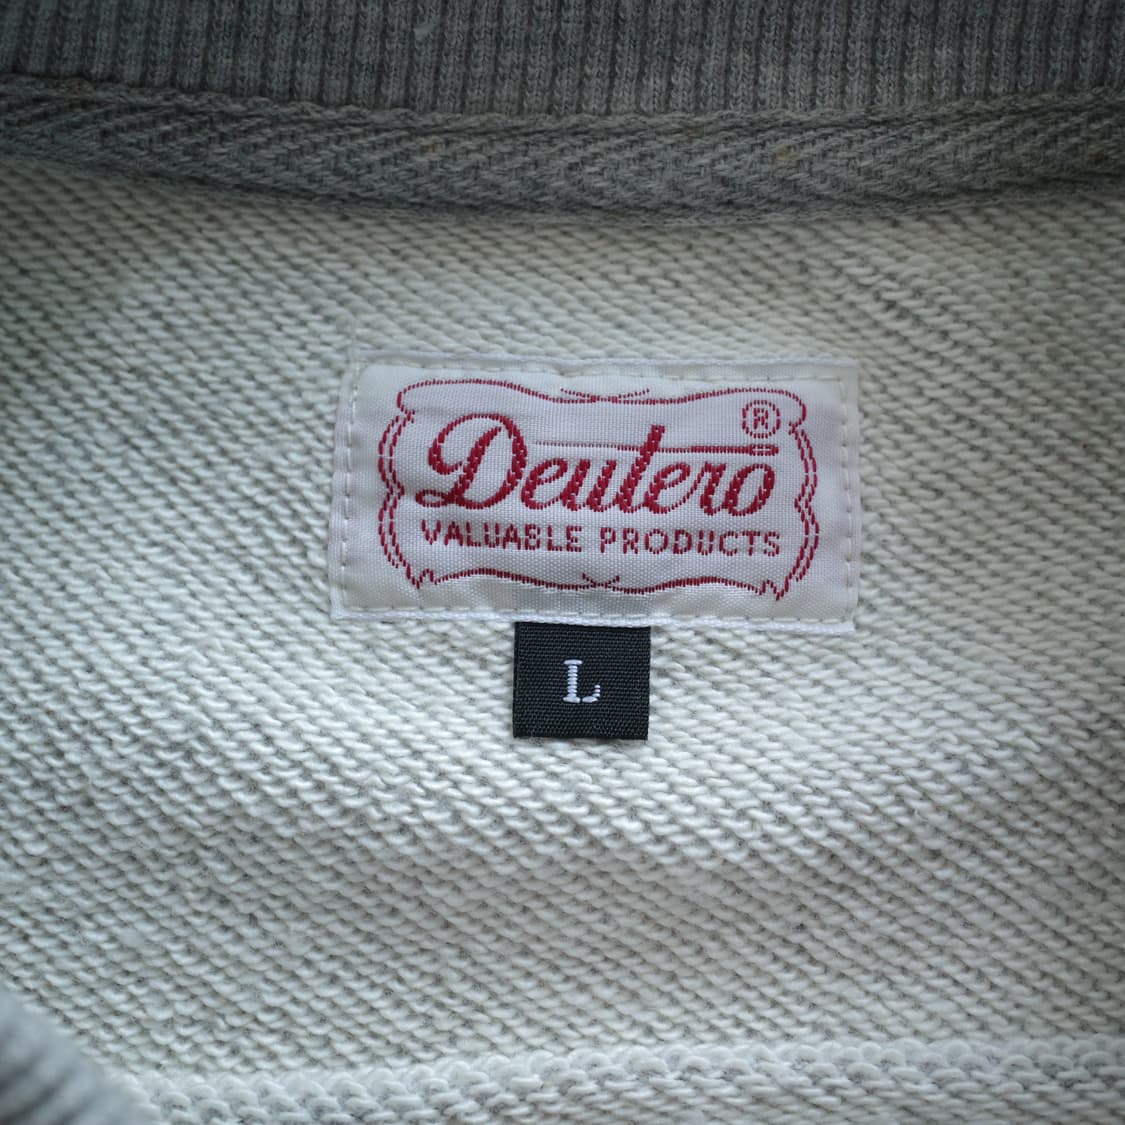 Deutero ®
VALUABLE PRODUCTS
L